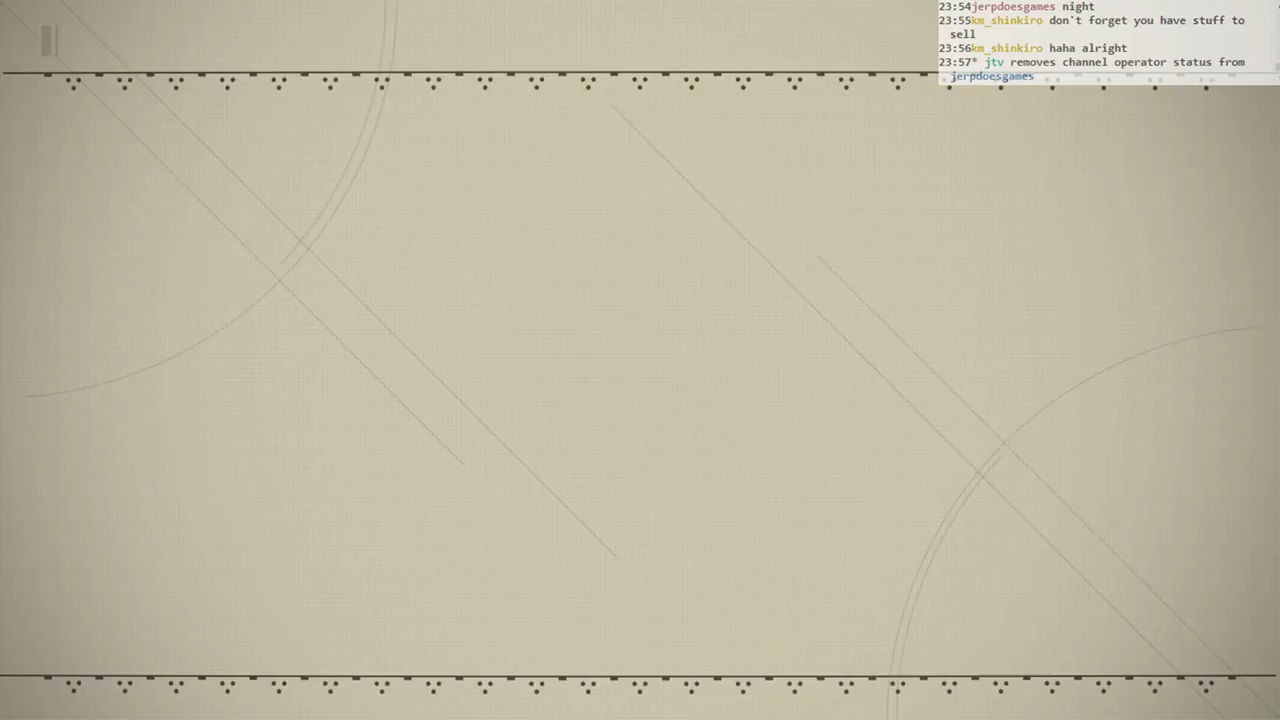 23:54jerpdoesgames night
23:55km_shinkiro don't forget you have stuff to
sell
23:56km_shinkiro haha alright
23:57* jtv removes channel operator status from
jerpdoesgames